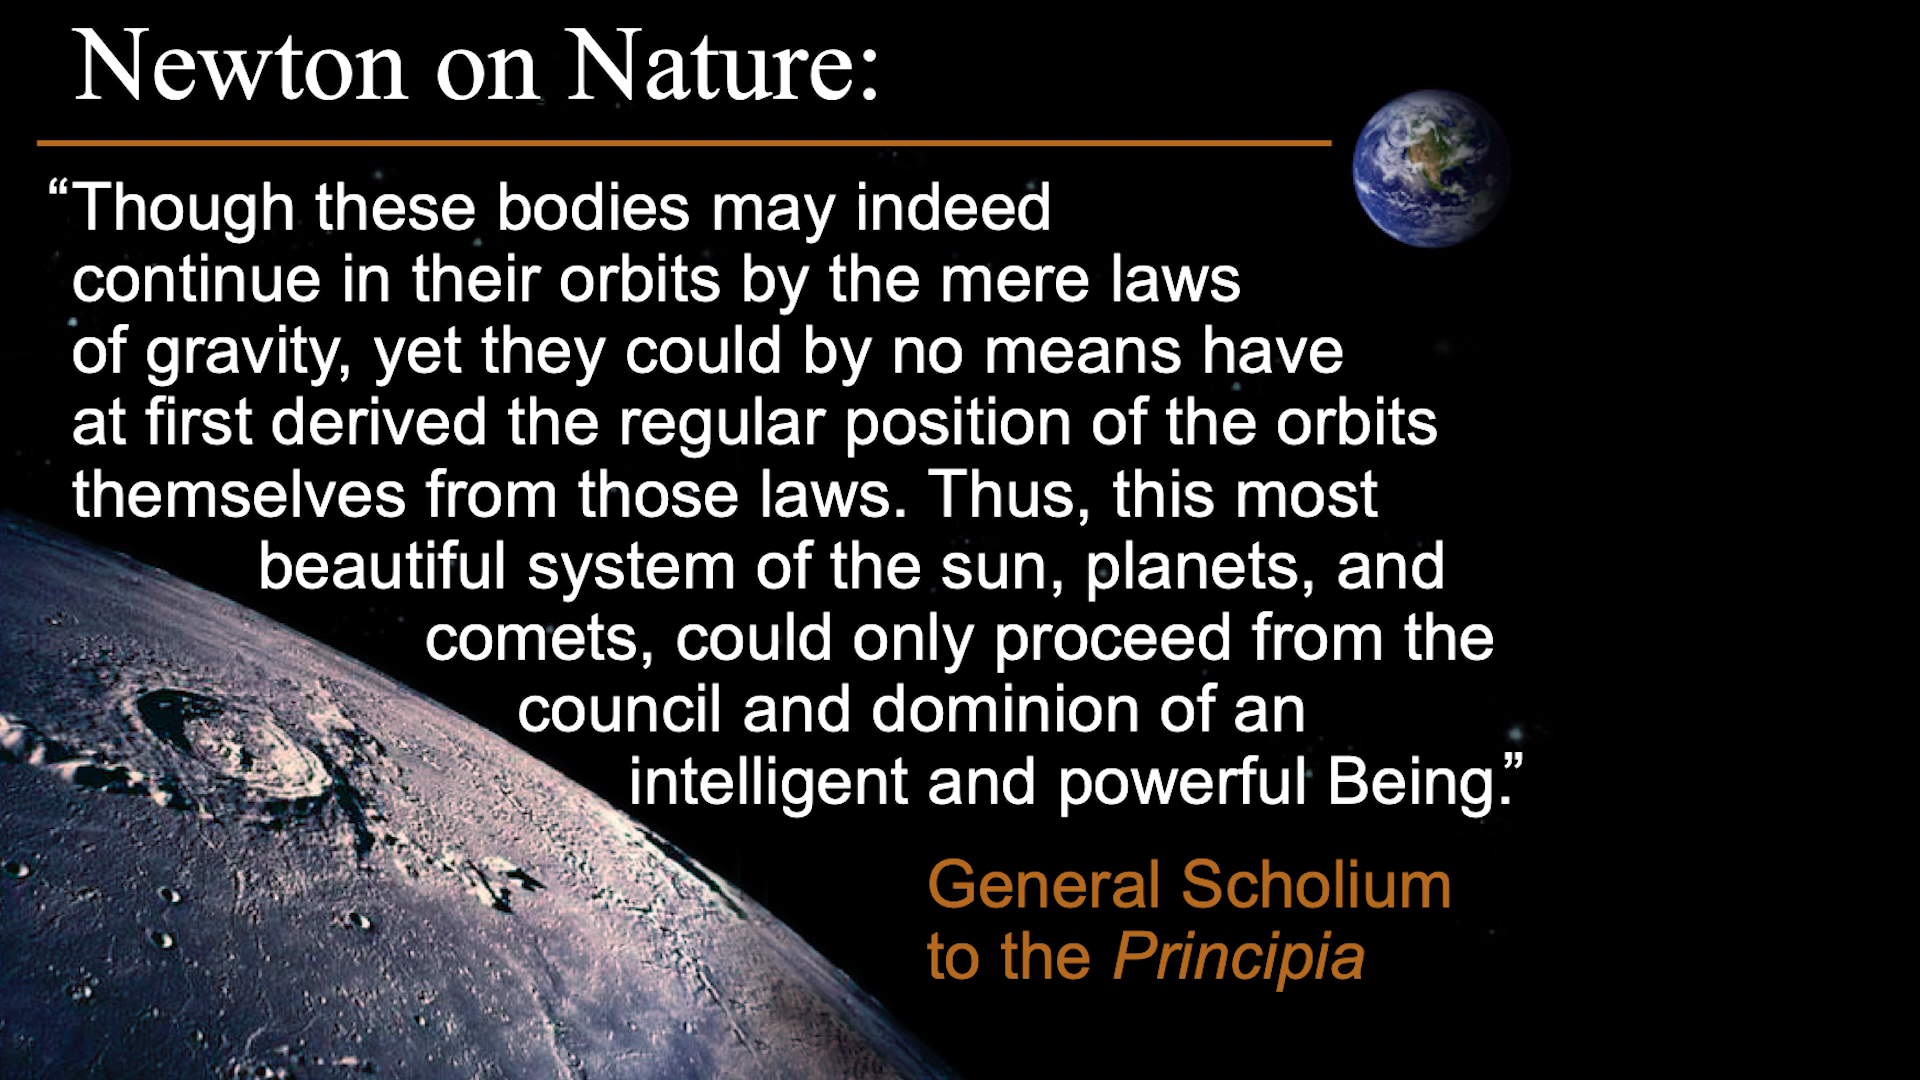 Newton on Nature:
“Though these bodies may indeed
continue in their orbits by the mere laws
of gravity, yet they could by no means have
at first derived the regular position of the orbits
themselves from those laws. Thus, this most
beautiful system of the sun, planets, and
comets, could only proceed from the
council and dominion of an
intelligent and powerful Being.”
General Scholium
to the Principia